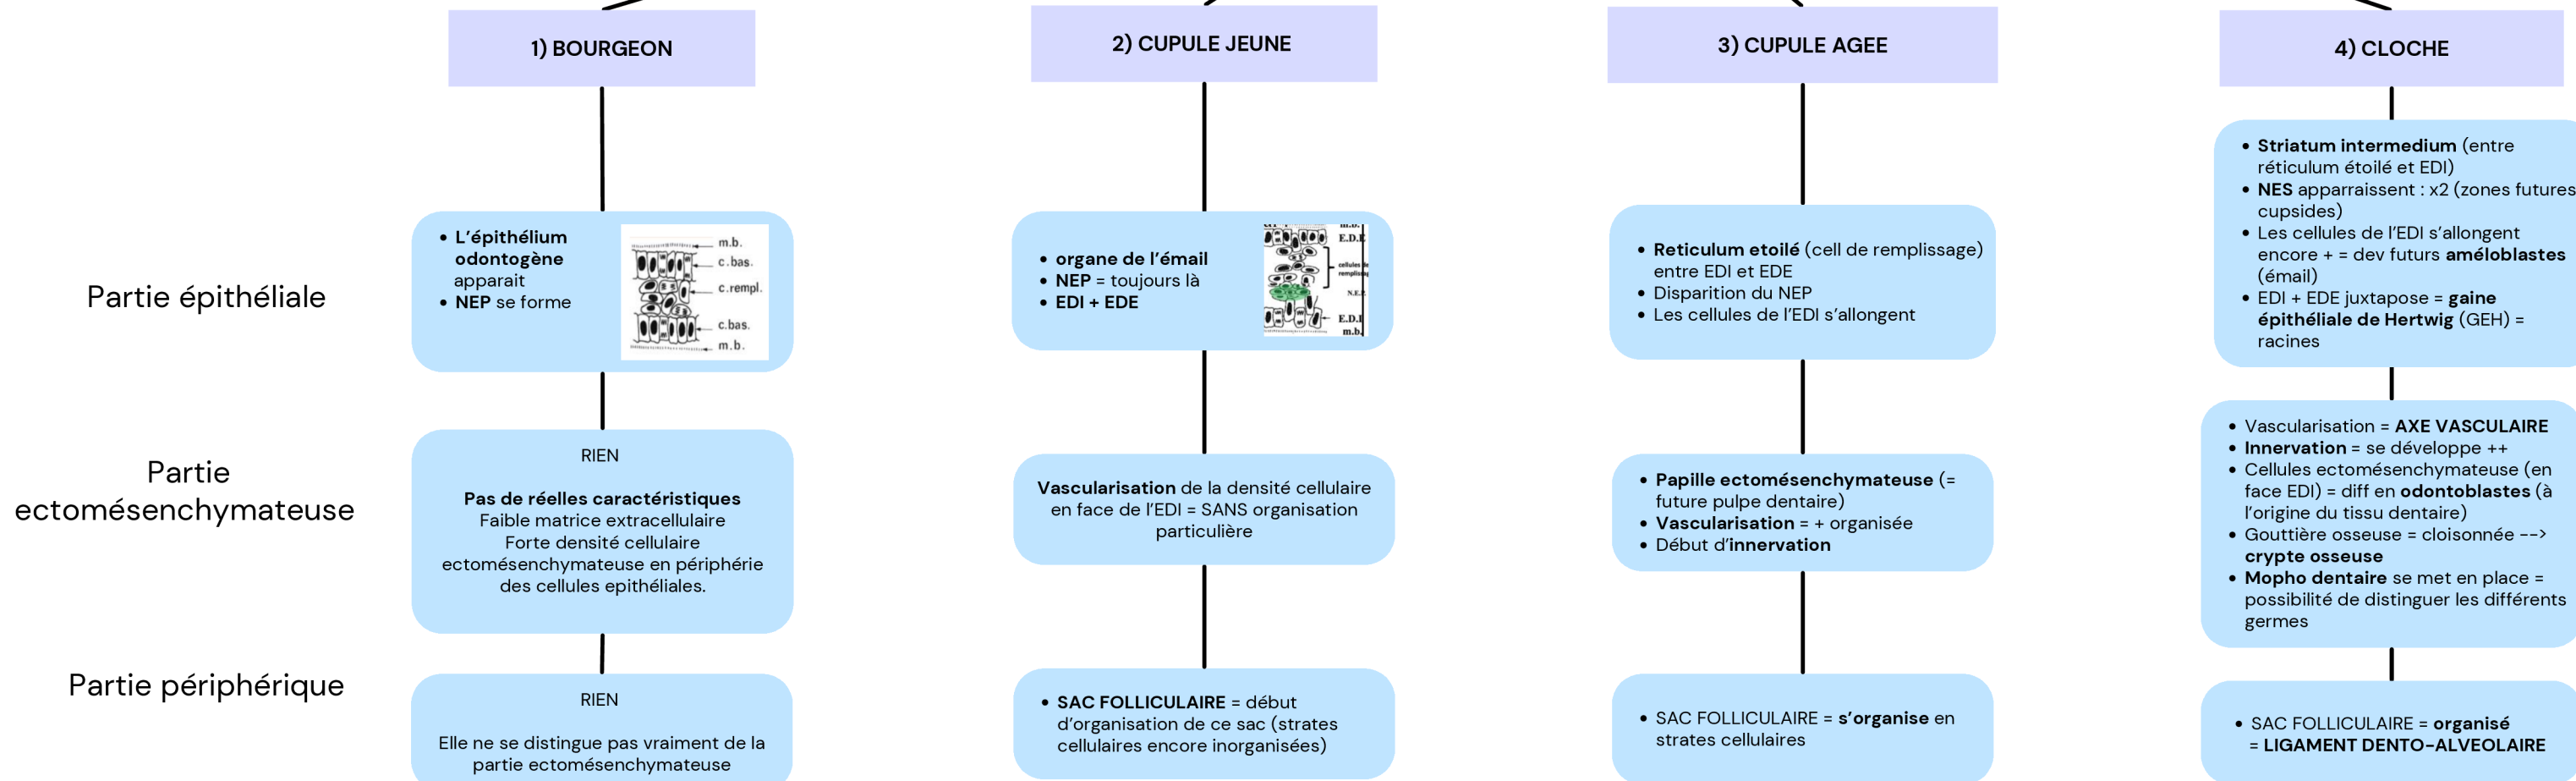 1) BOURGEON
2) CUPULE JEUNE
3) CUPULE AGEE
4) CLOCHE
Partie épithéliale
• L'épithélium
odontogène
apparait
• NEP se forme
m.b.
c.bas.
c.rempl.
c.bas.
m.b.
• organe de l'émail
• NEP = toujours là
• EDI + EDE
m.b.
E.D.E
cellules de
remplissag
N.E.P.
E.D.I
m.b.
• Reticulum etoilé (cell de remplissage)
entre EDI et EDE
• Disparition du NEP
• Les cellules de l'EDI s'allongent
• Striatum intermedium (entre
réticulum étoilé et EDI)
• NES apparraissent : x2 (zones futures
cupsides)
• Les cellules de l'EDI s'allongent
encore + = dev futurs améloblastes
(émail)
• EDI + EDE juxtapose = gaine
épithéliale de Hertwig (GEH) =
racines
Partie
ectomésenchymateuse
RIEN
Pas de réelles caractéristiques
Faible matrice extracellulaire
Forte densité cellulaire
ectomésenchymateuse en périphérie
des cellules epithéliales.
Vascularisation de la densité cellulaire
en face de l'EDI = SANS organisation
particulière
• Papille ectomésenchymateuse (=
future pulpe dentaire)
• Vascularisation = + organisée
• Début d'innervation
• Vascularisation = AXE VASCULAIRE
• Innervation = se développe ++
• Cellules ectomésenchymateuse (en
face EDI) = diff en odontoblastes (à
l'origine du tissu dentaire)
• Gouttière osseuse = cloisonnée -->
crypte osseuse
• Mopho dentaire se met en place =
possibilité de distinguer les différents
germes
Partie périphérique
RIEN
Elle ne se distingue pas vraiment de la
partie ectomésenchymateuse
• SAC FOLLICULAIRE = début
d'organisation de ce sac (strates
cellulaires encore inorganisées)
• SAC FOLLICULAIRE = s'organise en
strates cellulaires
• SAC FOLLICULAIRE = organisé
= LIGAMENT DENTO-ALVEOLAIRE